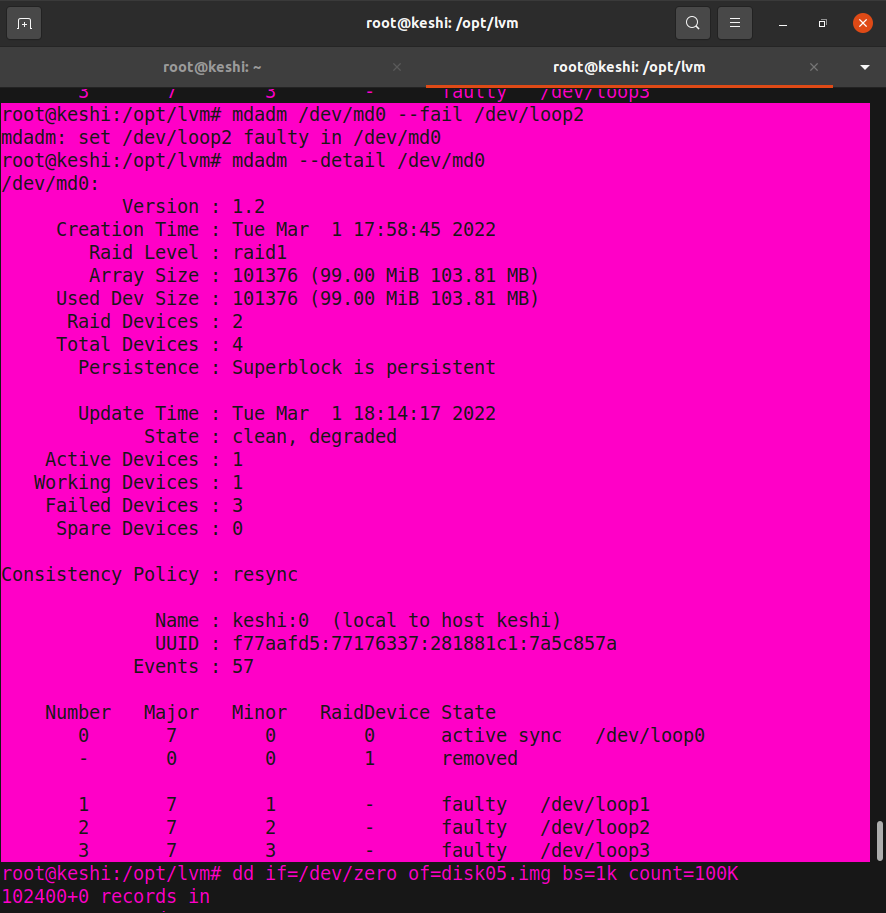 root@keshi: /opt/lvm
root@keshi: ~
root@keshi: /opt/lvm
3 7 3 - faulty /dev/loop3
root@keshi:/opt/lvm# mdadm /dev/md0 --fail /dev/loop2
mdadm: set /dev/loop2 faulty in /dev/md0
root@keshi:/opt/lvm# mdadm --detail /dev/md0
/dev/md0:
Version : 1.2
Creation Time : Tue Mar  1 17:58:45 2022
Raid Level : raid1
Array Size : 101376 (99.00 MiB 103.81 MB)
Used Dev Size : 101376 (99.00 MiB 103.81 MB)
Raid Devices : 2
Total Devices : 4
Persistence : Superblock is persistent
Update Time : Tue Mar  1 18:14:17 2022
State : clean, degraded
Active Devices : 1
Working Devices : 1
Failed Devices : 3
Spare Devices : 0
Consistency Policy : resync
Name : keshi:0  (local to host keshi)
UUID : f77aafd5:77176337:281881c1:7a5c857a
Events : 57
Number Major Minor RaidDevice State
0 7 0 0 active sync /dev/loop0
- 0 0 1 removed
1 7 1 - faulty /dev/loop1
2 7 2 - faulty /dev/loop2
3 7 3 - faulty /dev/loop3
root@keshi:/opt/lvm# dd if=/dev/zero of=disk05.img bs=1k count=100K
102400+0 records in